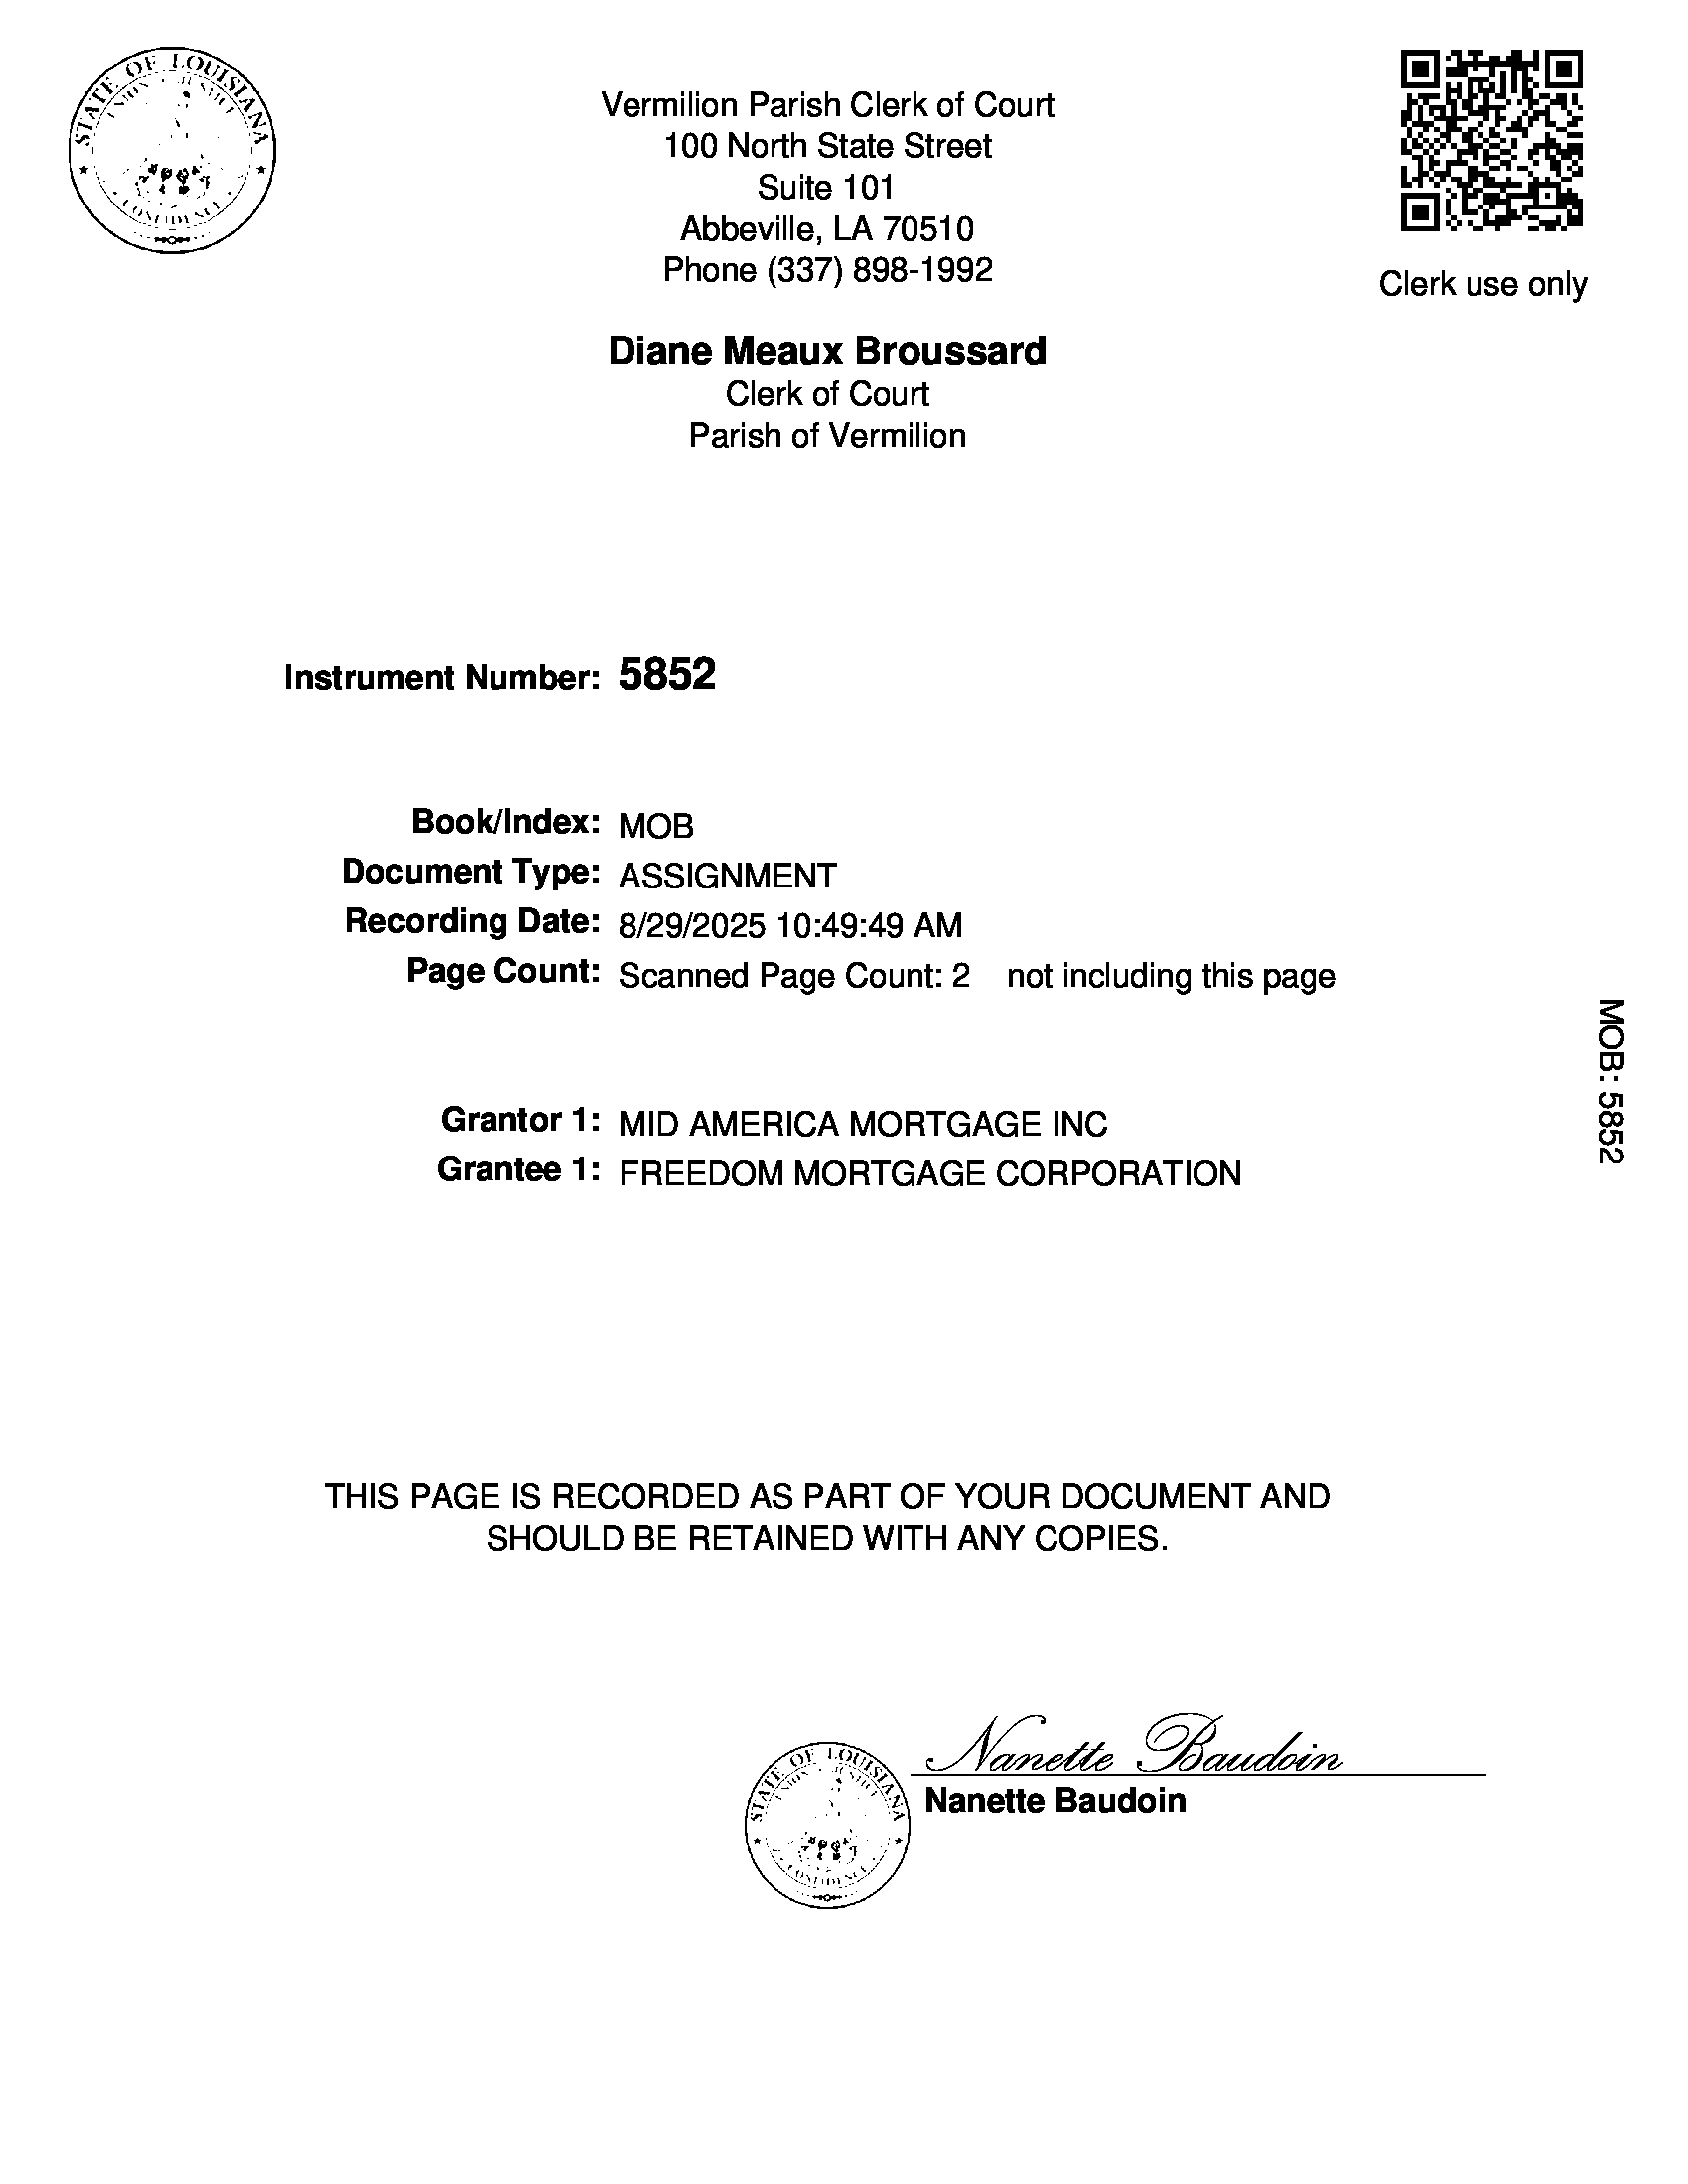 STATE OF LOUISIANA
CONFIDENCE
Vermilion Parish Clerk of Court
100 North State Street
Suite 101
Abbeville, LA 70510
Phone (337) 898-1992
Clerk use only
Diane Meaux Broussard
Clerk of Court
Parish of Vermilion
Instrument Number: 5852
Book/Index: MOB
Document Type: ASSIGNMENT
Recording Date: 8/29/2025 10:49:49 AM
Page Count: Scanned Page Count: 2 not including this page
MOB: 5852
Grantor 1: MID AMERICA MORTGAGE INC
Grantee 1: FREEDOM MORTGAGE CORPORATION
THIS PAGE IS RECORDED AS PART OF YOUR DOCUMENT AND
SHOULD BE RETAINED WITH ANY COPIES.
Nanette Baudoin
STATE OF LOUISIANA
CONFIDENCE
Nanette Baudoin